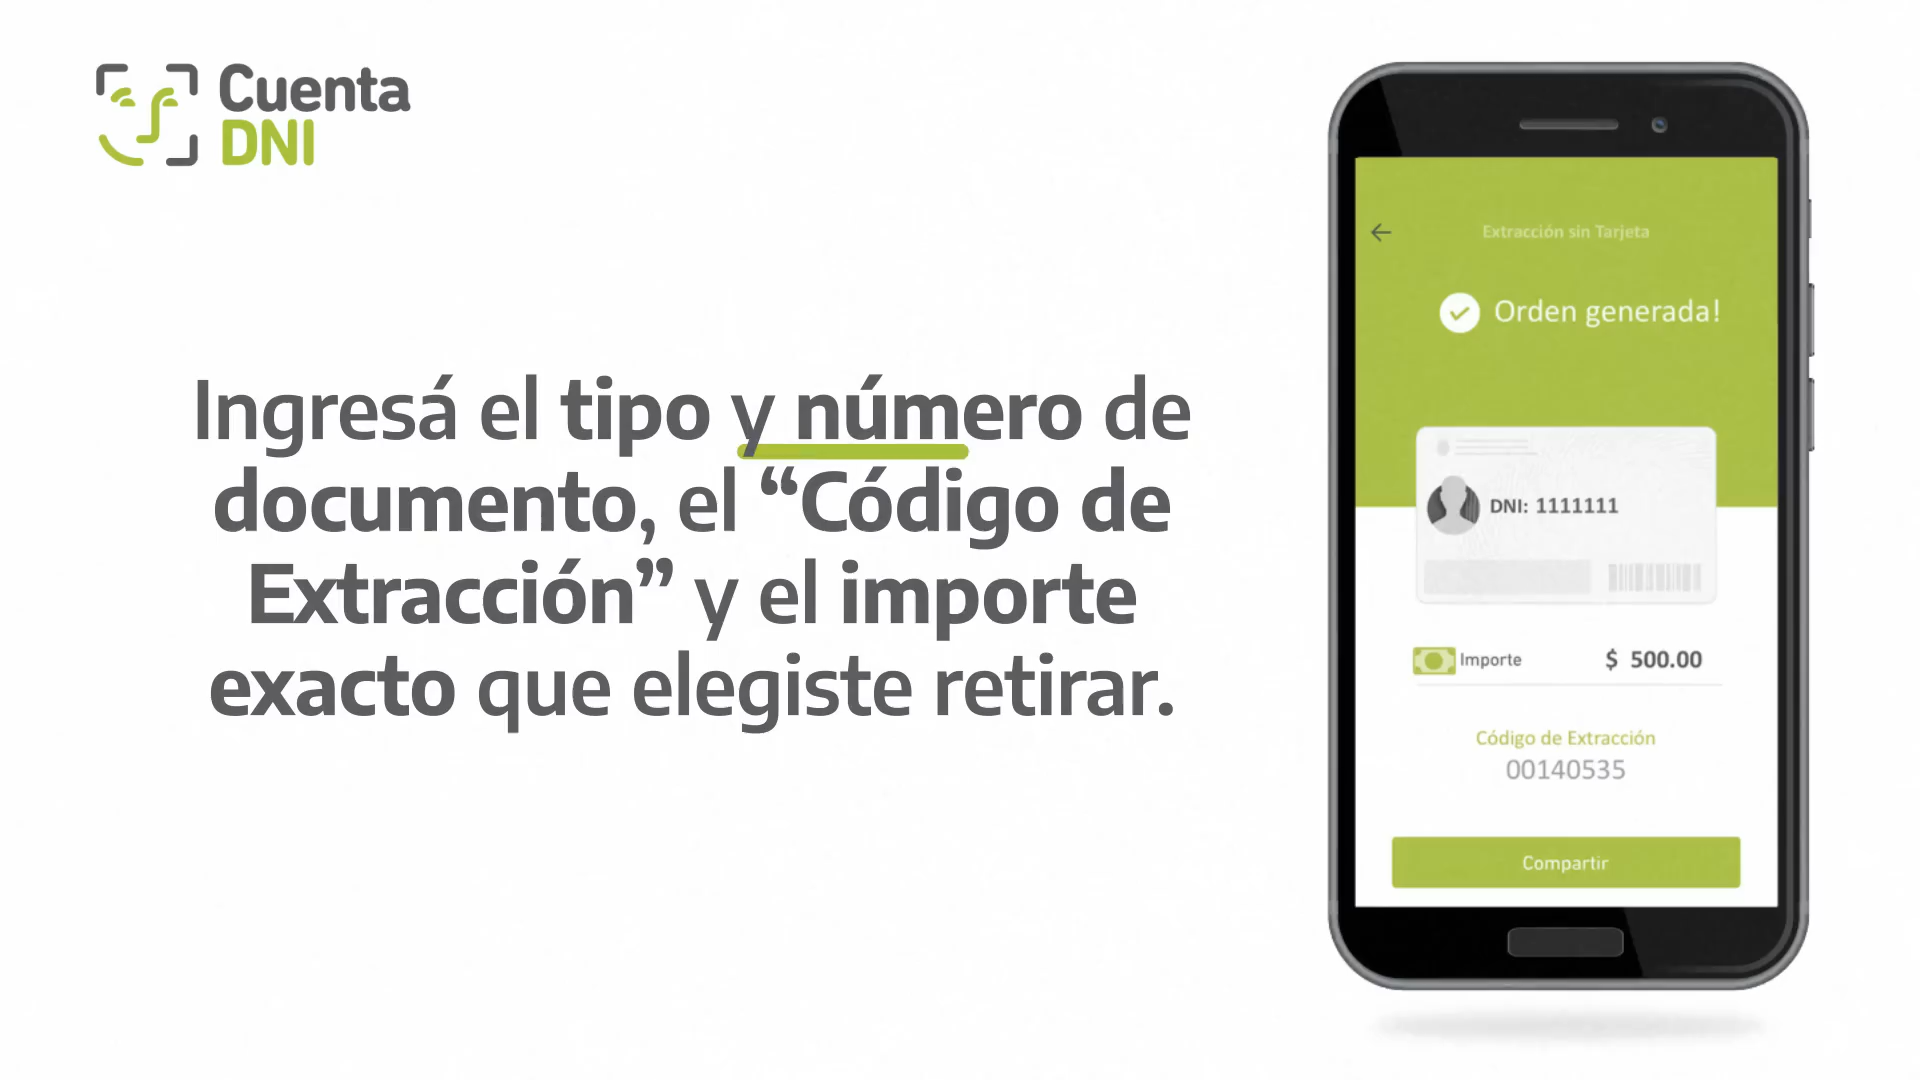 Cuenta
DNI
Ingresá el tipo y número de
documento, el “Código de
Extracción” y el importe
exacto que elegiste retirar.
Extracción sin Tarjeta
Orden generada!
DNI: 1111111
Importe $ 500.00
Código de Extracción
00140535
Compartir